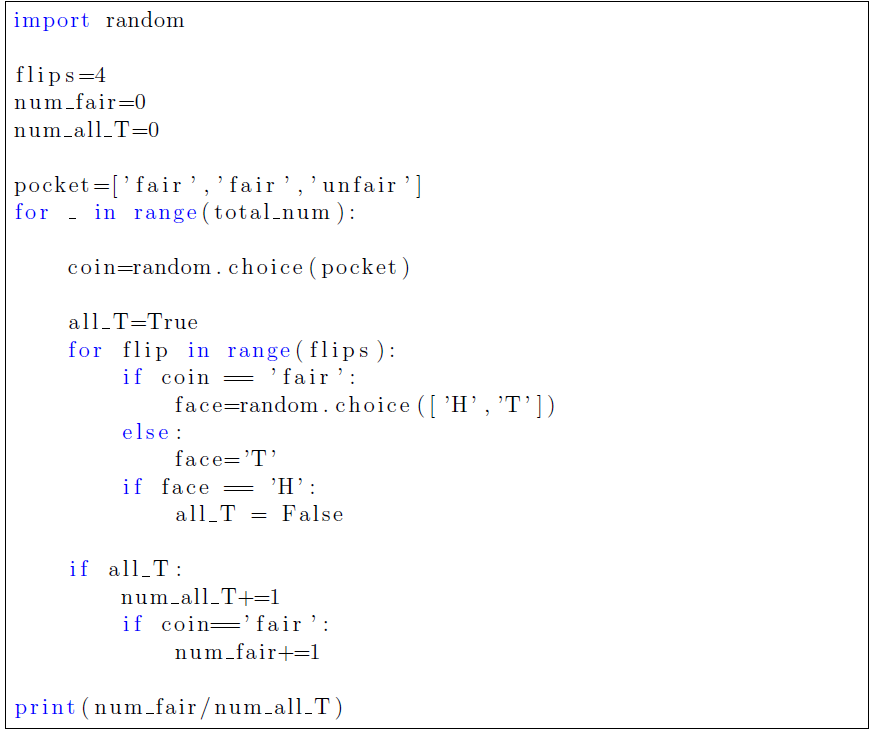 import random
flips=4
num_fair=0
num_all_T=0
pocket=['fair','fair','unfair']
for _ in range(total_num):
    coin=random.choice(pocket)
    all_T=True
    for flip in range(flips):
        if coin == 'fair':
            face=random.choice(['H','T'])
        else:
            face='T'
        if face == 'H':
            all_T = False
    if all_T:
        num_all_T+=1
        if coin=='fair':
            num_fair+=1
print(num_fair/num_all_T)